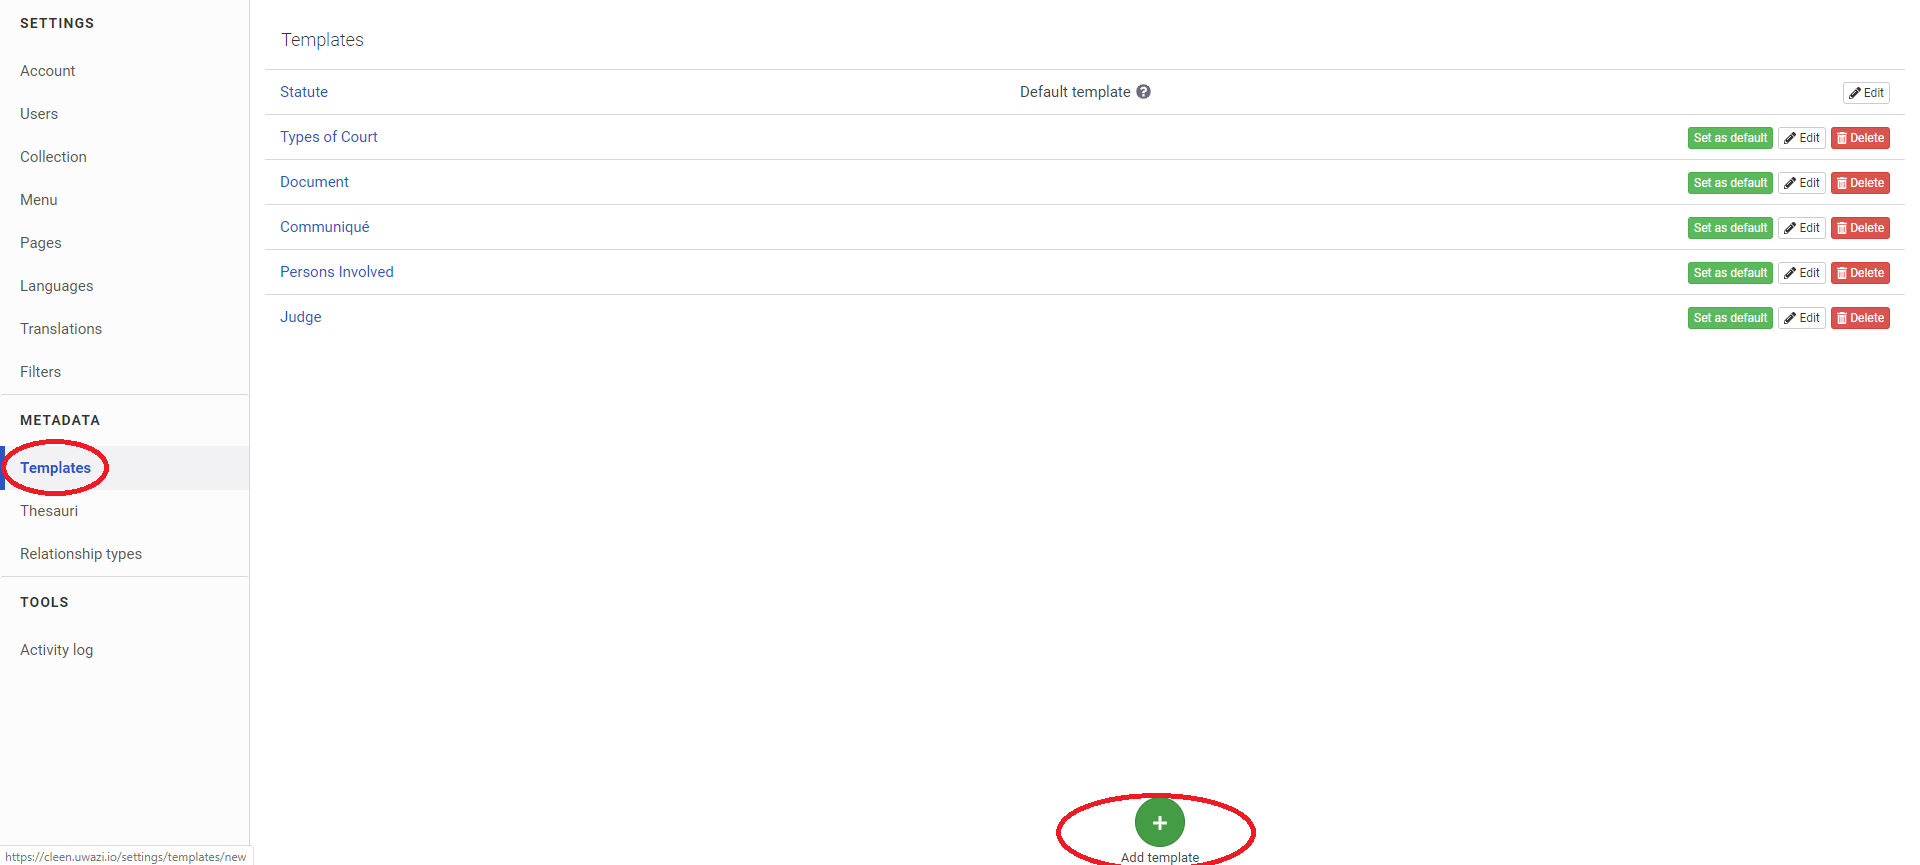 SETTINGS
Account
Users
Collection
Menu
Pages
Languages
Translations
Filters
METADATA
Templates
Thesauri
Relationship types
TOOLS
Activity log
Templates
Statute Default template ? Edit
Types of Court Set as default Edit Delete
Document Set as default Edit Delete
Communiqué Set as default Edit Delete
Persons Involved Set as default Edit Delete
Judge Set as default Edit Delete
+
Add template
https://cleen.uwazi.io/settings/templates/new